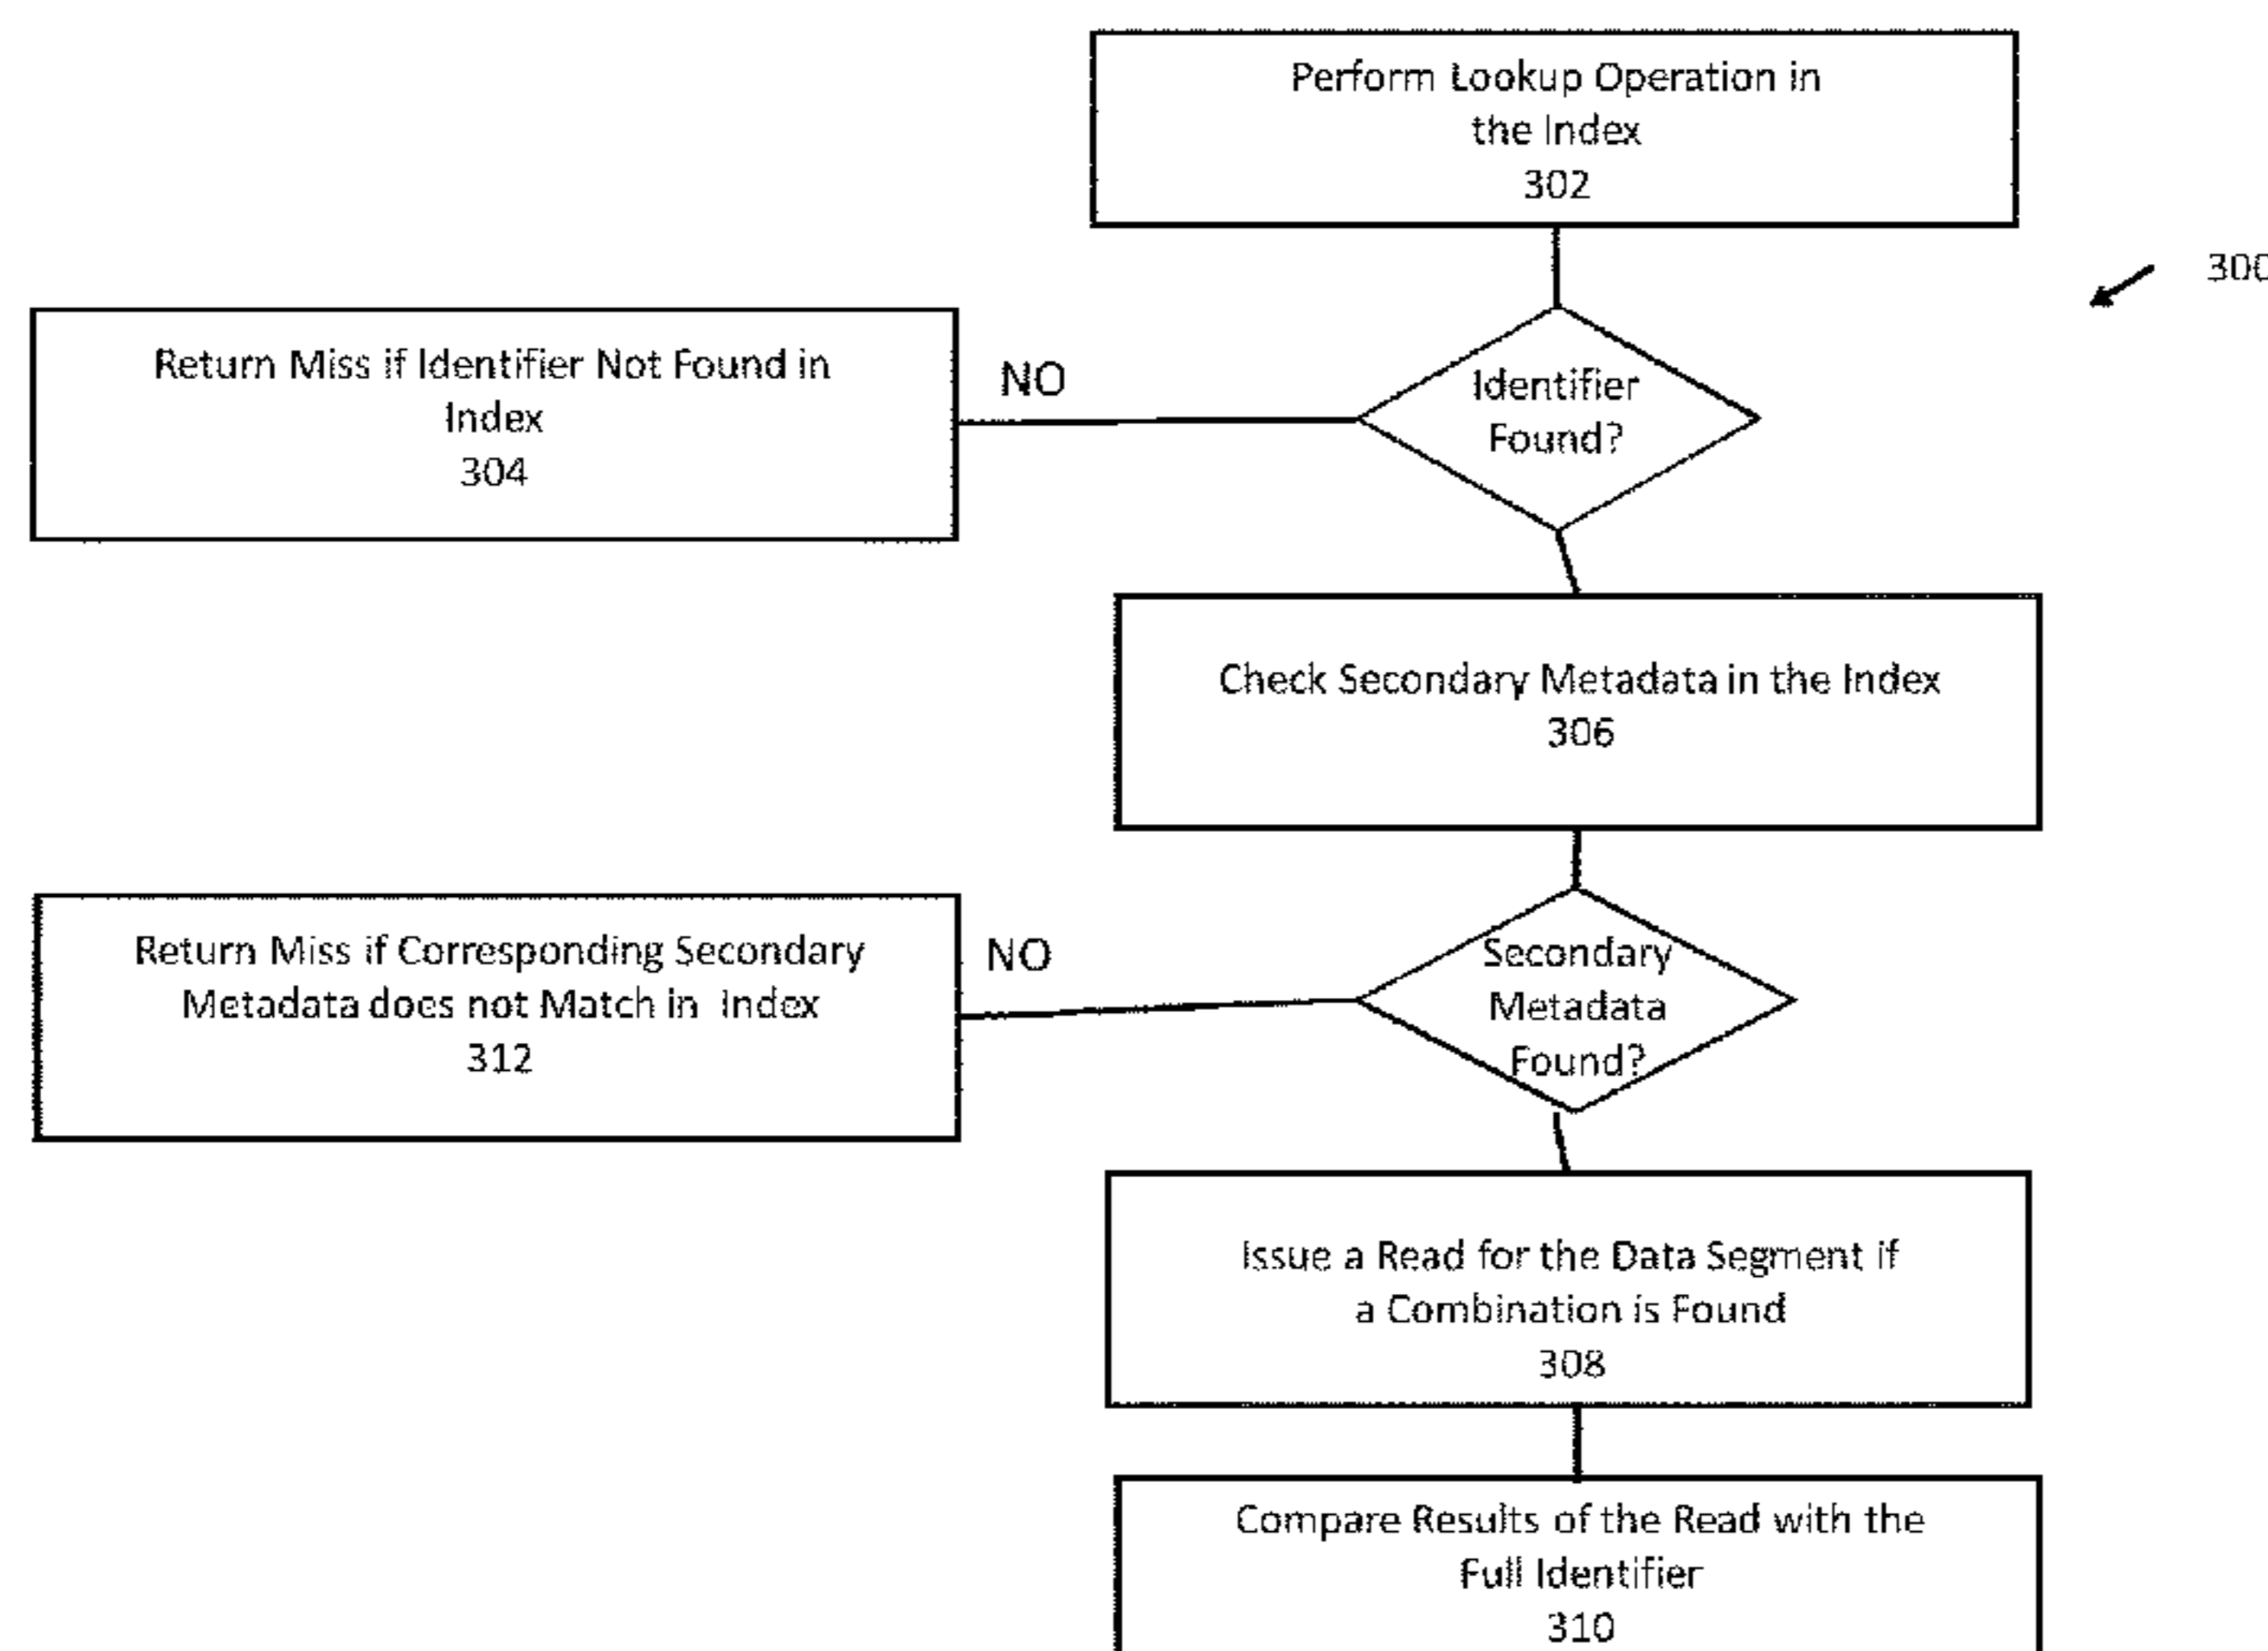 Perform Lookup Operation in
the Index
302
300
Return Miss if Identifier Not Found in
Index
304
NO
Identifier
Found?
Check Secondary Metadata in the Index
306
Return Miss if Corresponding Secondary
Metadata does not Match in Index
312
NO
Secondary
Metadata
Found?
Issue a Read for the Data Segment if
a Combination is Found
308
Compare Results of the Read with the
Full Identifier
310